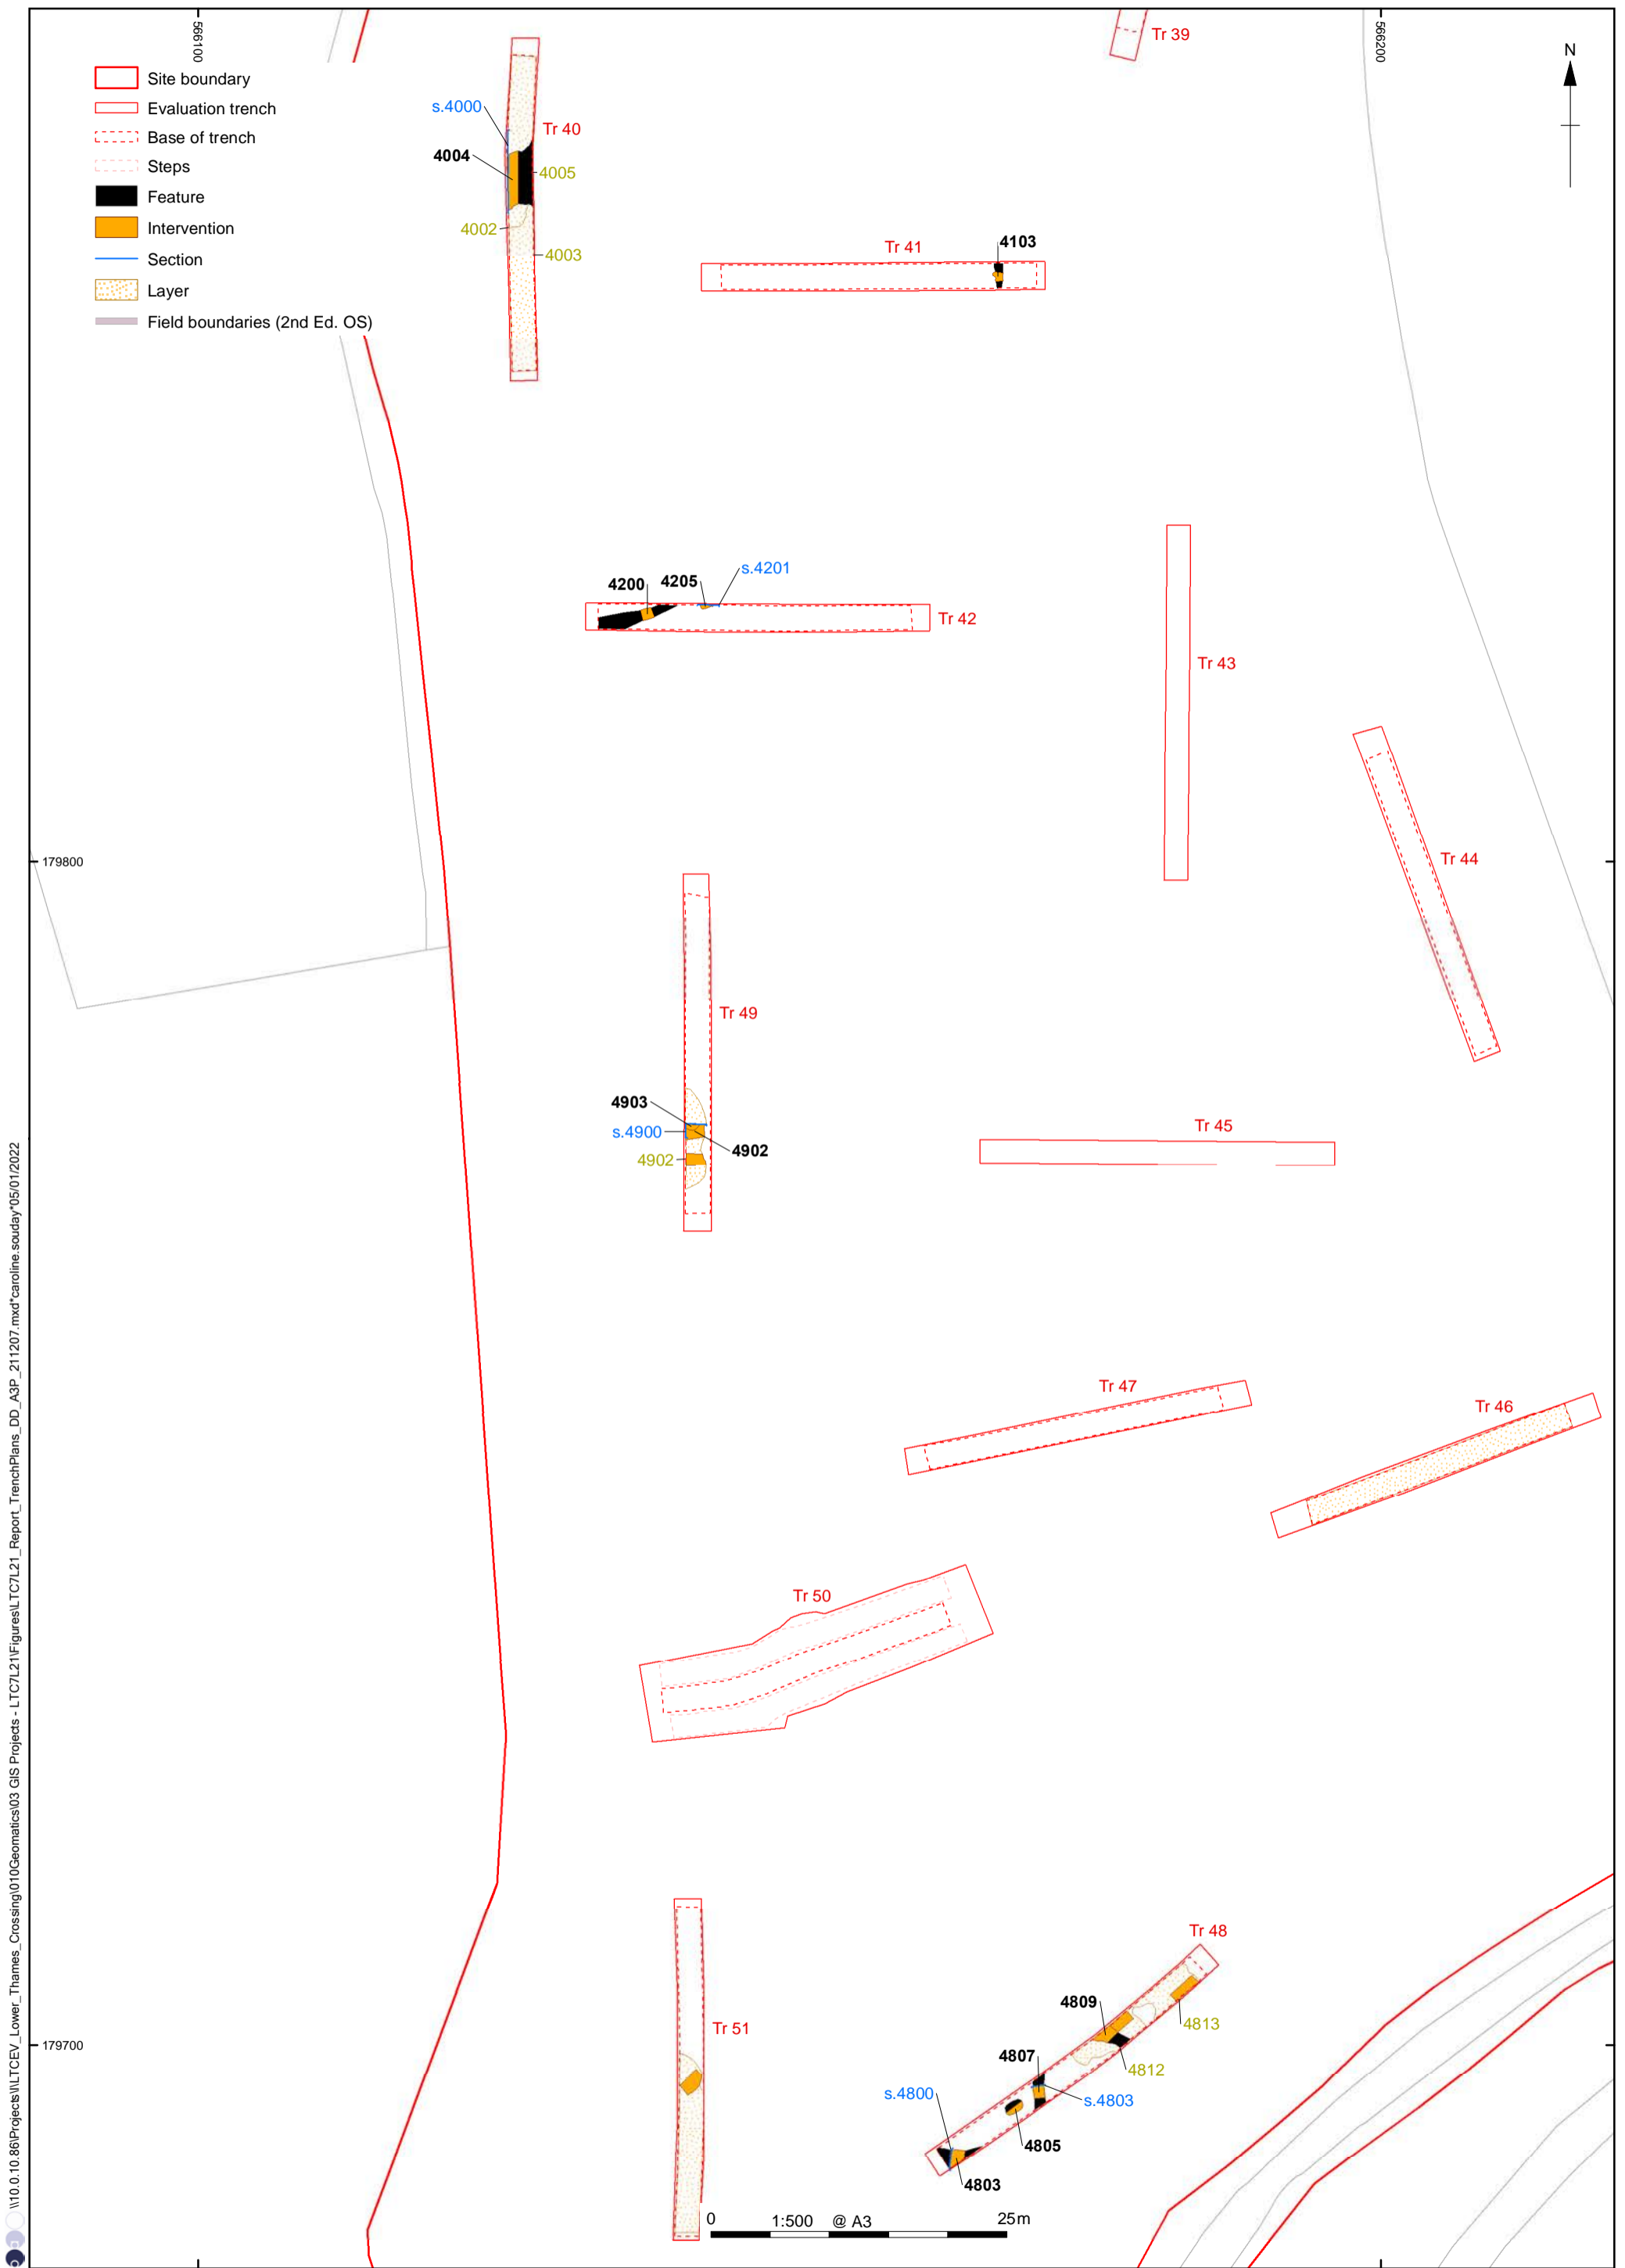 566100
566200
Tr 39
N
Site boundary
Evaluation trench
Base of trench
Steps
Feature
Intervention
Section
Layer
Field boundaries (2nd Ed. OS)
s.4000
Tr 40
4004
4005
4002
4003
Tr 41
4103
4200
4205
s.4201
Tr 42
Tr 43
179800
Tr 44
Tr 49
4903
s.4900
4902
4902
Tr 45
Tr 47
Tr 46
Tr 50
Tr 48
Tr 51
4809
4813
179700
4807
4812
s.4800
s.4803
4805
4803
0 1:500 @ A3 25m
\\10.0.10.86\Projects\I\LTCEV_Lower_Thames_Crossing\010Geomatics\03 GIS Projects - LTC7L21\Figures\LTC7L21_Report_TrenchPlans_DD_A3P_211207.mxd*caroline.souday*05/01/2022